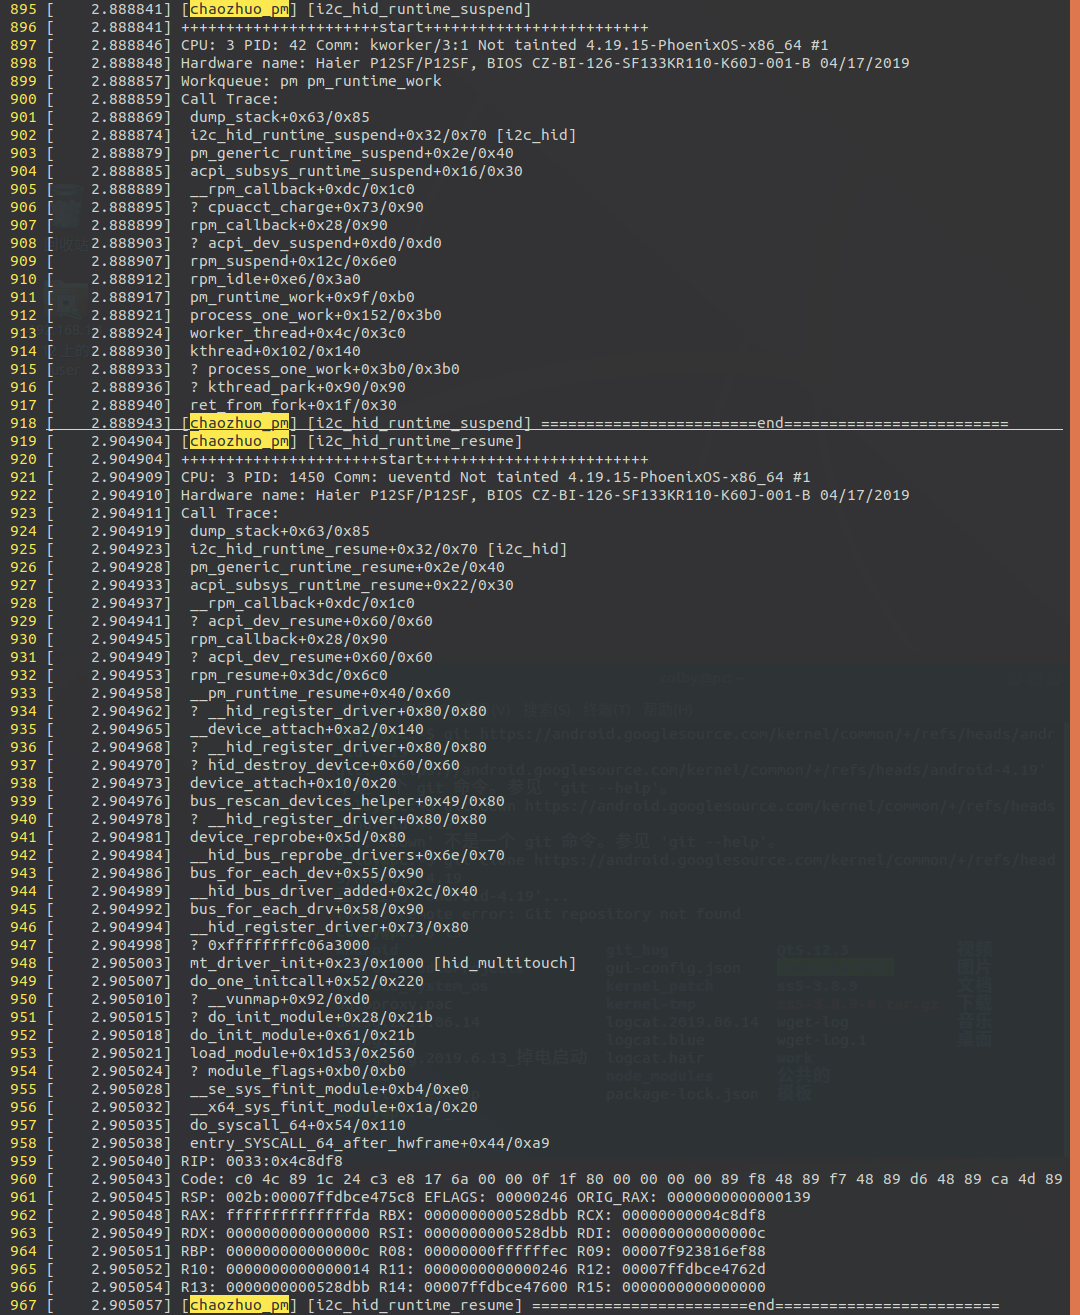 895 [    2.888841] [chaozhuo_pm] [i2c_hid_runtime_suspend]
896 [    2.888841] ++++++++++++++++++++++start+++++++++++++++++++++++++
897 [    2.888846] CPU: 3 PID: 42 Comm: kworker/3:1 Not tainted 4.19.15-PhoenixOS-x86_64 #1
898 [    2.888848] Hardware name: Haier P12SF/P12SF, BIOS CZ-BI-126-SF133KR110-K60J-001-B 04/17/2019
899 [    2.888857] Workqueue: pm pm_runtime_work
900 [    2.888859] Call Trace:
901 [    2.888869]  dump_stack+0x63/0x85
902 [    2.888874]  i2c_hid_runtime_suspend+0x32/0x70 [i2c_hid]
903 [    2.888879]  pm_generic_runtime_suspend+0x2e/0x40
904 [    2.888885]  acpi_subsys_runtime_suspend+0x16/0x30
905 [    2.888889]  __rpm_callback+0xdc/0x1c0
906 [    2.888895]  ? cpuacct_charge+0x73/0x90
907 [    2.888899]  rpm_callback+0x28/0x90
908 [    2.888903]  ? acpi_dev_suspend+0xd0/0xd0
909 [    2.888907]  rpm_suspend+0x12c/0x6e0
910 [    2.888912]  rpm_idle+0xe6/0x3a0
911 [    2.888917]  pm_runtime_work+0x9f/0xb0
912 [    2.888921]  process_one_work+0x152/0x3b0
913 [    2.888924]  worker_thread+0x4c/0x3c0
914 [    2.888930]  kthread+0x102/0x140
915 [    2.888933]  ? process_one_work+0x3b0/0x3b0
916 [    2.888936]  ? kthread_park+0x90/0x90
917 [    2.888940]  ret_from_fork+0x1f/0x30
918 [    2.888943] [chaozhuo_pm] [i2c_hid_runtime_suspend] ========================end=========================
919 [    2.904904] [chaozhuo_pm] [i2c_hid_runtime_resume]
920 [    2.904904] ++++++++++++++++++++++start+++++++++++++++++++++++++
921 [    2.904909] CPU: 3 PID: 1450 Comm: ueventd Not tainted 4.19.15-PhoenixOS-x86_64 #1
922 [    2.904910] Hardware name: Haier P12SF/P12SF, BIOS CZ-BI-126-SF133KR110-K60J-001-B 04/17/2019
923 [    2.904911] Call Trace:
924 [    2.904919]  dump_stack+0x63/0x85
925 [    2.904923]  i2c_hid_runtime_resume+0x32/0x70 [i2c_hid]
926 [    2.904928]  pm_generic_runtime_resume+0x2e/0x40
927 [    2.904933]  acpi_subsys_runtime_resume+0x22/0x30
928 [    2.904937]  __rpm_callback+0xdc/0x1c0
929 [    2.904941]  ? acpi_dev_resume+0x60/0x60
930 [    2.904945]  rpm_callback+0x28/0x90
931 [    2.904949]  ? acpi_dev_resume+0x60/0x60
932 [    2.904953]  rpm_resume+0x3dc/0x6c0
933 [    2.904958]  __pm_runtime_resume+0x40/0x60
934 [    2.904962]  ? __hid_register_driver+0x80/0x80
935 [    2.904965]  __device_attach+0xa2/0x140
936 [    2.904968]  ? __hid_register_driver+0x80/0x80
937 [    2.904970]  ? hid_destroy_device+0x60/0x60
938 [    2.904973]  device_attach+0x10/0x20
939 [    2.904976]  bus_rescan_devices_helper+0x49/0x80
940 [    2.904978]  ? __hid_register_driver+0x80/0x80
941 [    2.904981]  device_reprobe+0x5d/0x80
942 [    2.904984]  __hid_bus_reprobe_drivers+0x6e/0x70
943 [    2.904986]  bus_for_each_dev+0x55/0x90
944 [    2.904989]  __hid_bus_driver_added+0x2c/0x40
945 [    2.904992]  bus_for_each_drv+0x58/0x90
946 [    2.904994]  __hid_register_driver+0x73/0x80
947 [    2.904998]  ? 0xffffffffc06a3000
948 [    2.905003]  mt_driver_init+0x23/0x1000 [hid_multitouch]
949 [    2.905007]  do_one_initcall+0x52/0x220
950 [    2.905010]  ? __vunmap+0x92/0xd0
951 [    2.905015]  ? do_init_module+0x28/0x21b
952 [    2.905018]  do_init_module+0x61/0x21b
953 [    2.905021]  load_module+0x1d53/0x2560
954 [    2.905024]  ? module_flags+0xb0/0xb0
955 [    2.905028]  __se_sys_finit_module+0xb4/0xe0
956 [    2.905032]  __x64_sys_finit_module+0x1a/0x20
957 [    2.905035]  do_syscall_64+0x54/0x110
958 [    2.905038]  entry_SYSCALL_64_after_hwframe+0x44/0xa9
959 [    2.905040] RIP: 0033:0x4c8df8
960 [    2.905043] Code: c0 4c 89 1c 24 c3 e8 17 6a 00 00 0f 1f 80 00 00 00 00 89 f8 48 89 f7 48 89 d6 48 89 ca 4d 89
961 [    2.905045] RSP: 002b:00007ffdbce475c8 EFLAGS: 00000246 ORIG_RAX: 0000000000000139
962 [    2.905048] RAX: ffffffffffffffda RBX: 0000000000528dbb RCX: 00000000004c8df8
963 [    2.905049] RDX: 0000000000000000 RSI: 0000000000528dbb RDI: 000000000000000c
964 [    2.905051] RBP: 000000000000000c R08: 00000000ffffffec R09: 00007f923816ef88
965 [    2.905052] R10: 0000000000000014 R11: 0000000000000246 R12: 00007ffdbce4762d
966 [    2.905054] R13: 0000000000528dbb R14: 00007ffdbce47600 R15: 0000000000000000
967 [    2.905057] [chaozhuo_pm] [i2c_hid_runtime_resume] ========================end=========================